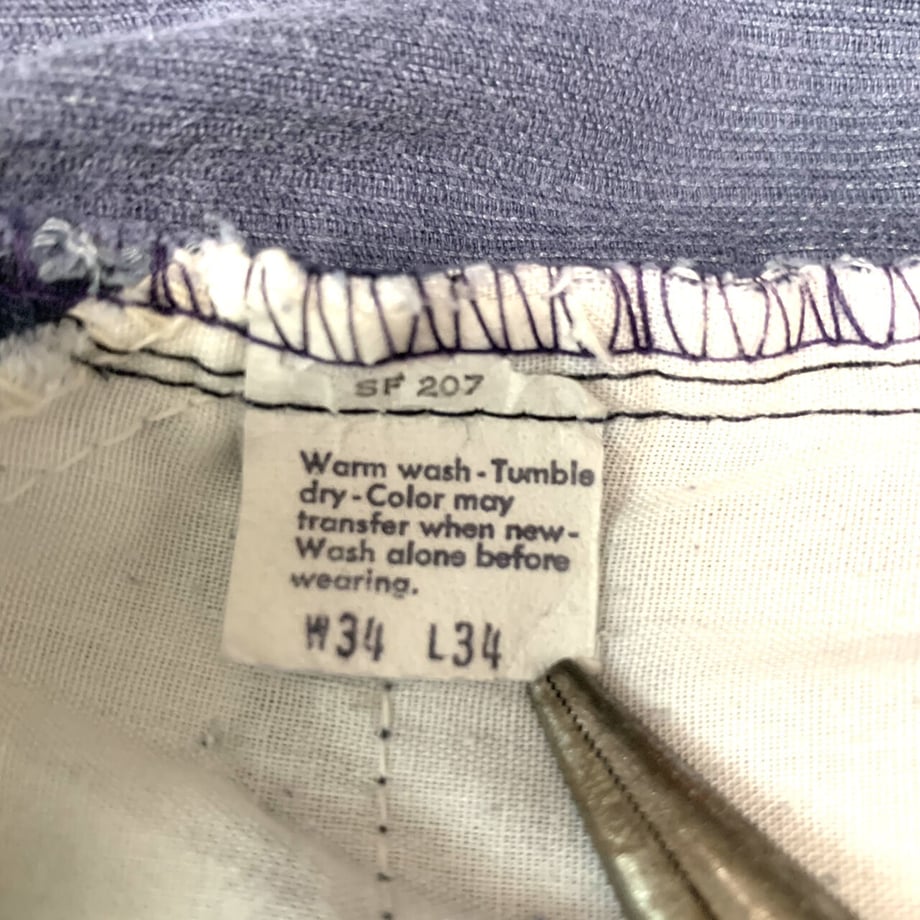 SF 207
Warm wash-Tumble
dry-Color may
transfer when new-
Wash alone before
wearing.
W34 L34